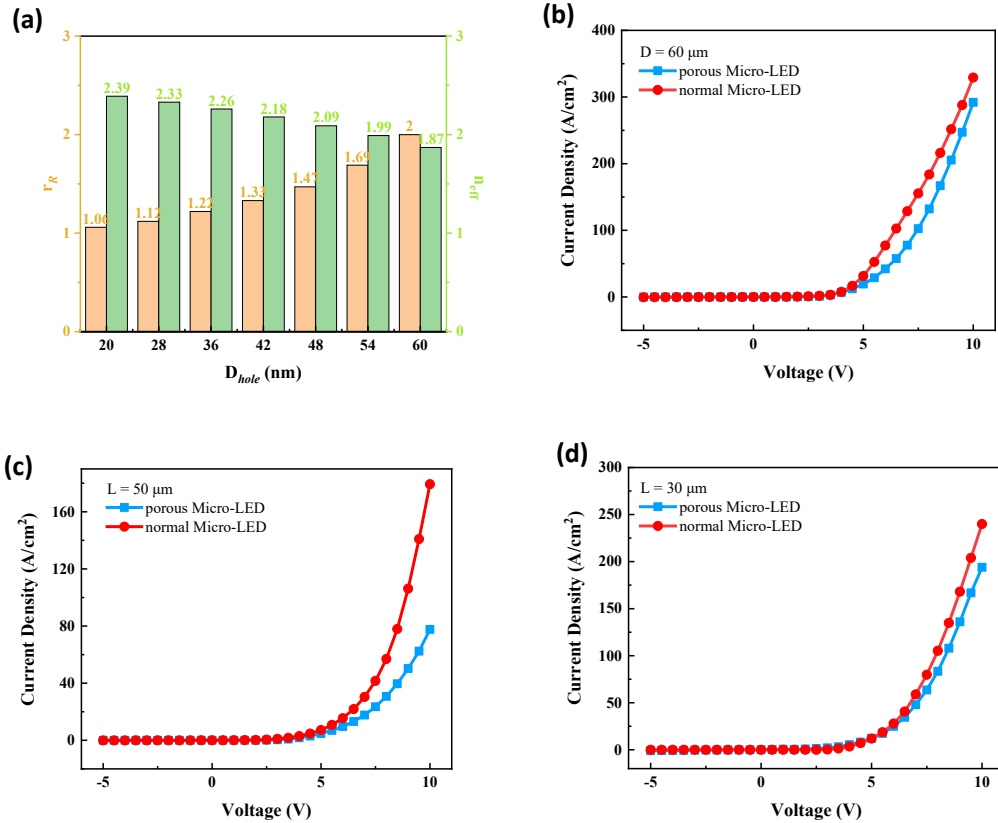 (a)
3
3
2.39
2.33
2.26
2.18
2.09
1.99
2
1.87
2
2
1.69
1.47
1.33
1.22
1.12
1.06
1
1
0
0
r_R
n_eff
20 28 36 42 48 54 60
D_hole (nm)
(b)
400
300
200
100
0
D = 60 μm
porous Micro-LED
normal Micro-LED
Current Density (A/cm²)
-5 0 5 10
Voltage (V)
(c)
160
120
80
40
0
L = 50 μm
porous Micro-LED
normal Micro-LED
Current Density (A/cm²)
-5 0 5 10
Voltage (V)
(d)
300
250
200
150
100
50
0
L = 30 μm
porous Micro-LED
normal Micro-LED
Current Density (A/cm²)
-5 0 5 10
Voltage (V)